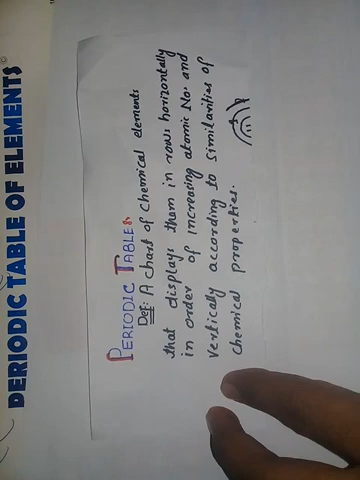 PERIODIC TABLE OF ELEMENTS
PERIODIC TABLE:
Def: A chart of chemical elements
that displays them in rows horizontally
in order of increasing atomic No. and
vertically according to similarities of
chemical properties.